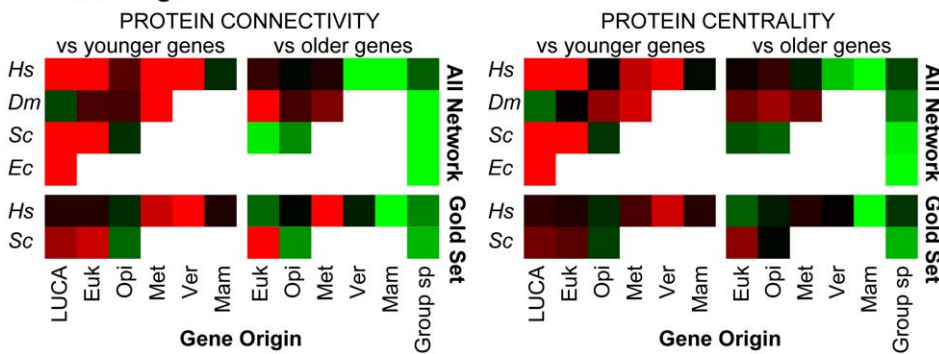 PROTEIN CONNECTIVITY
vs younger genes vs older genes
PROTEIN CENTRALITY
vs younger genes vs older genes
Hs
Dm
Sc
Ec
Hs
Sc
All Network
Gold Set
Hs
Dm
Sc
Ec
Hs
Sc
All Network
Gold Set
LUCA Euk Opi Met Ver Mam Euk Opi Met Ver Mam Group sp
Gene Origin
LUCA Euk Opi Met Ver Mam Euk Opi Met Ver Mam Group sp
Gene Origin